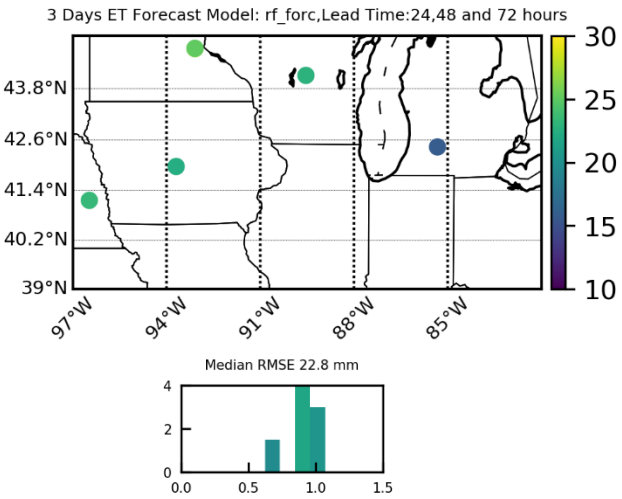 3 Days ET Forecast Model: rf_forc,Lead Time:24,48 and 72 hours
43.8°N
42.6°N
41.4°N
40.2°N
39°N
97°W
94°W
91°W
88°W
85°W
30
25
20
15
10
Median RMSE 22.8 mm
4
2
0
0.0
0.5
1.0
1.5